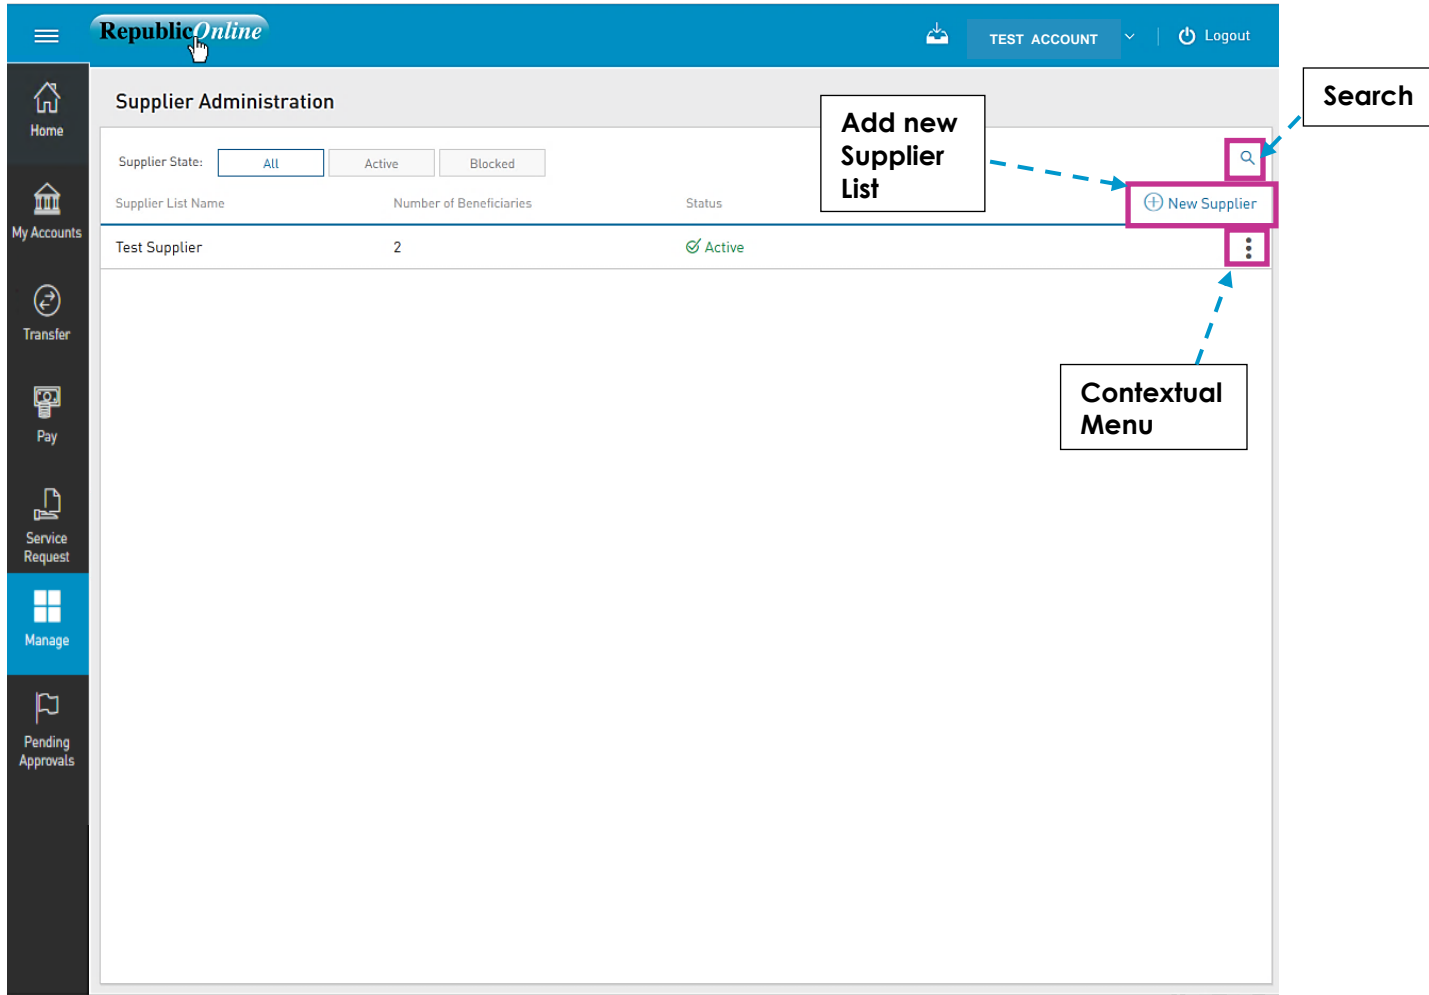 RepublicOnline
TEST ACCOUNT
Logout
Home
My Accounts
Transfer
Pay
Service
Request
Manage
Pending
Approvals
Supplier Administration
Supplier State:
All
Active
Blocked
Supplier List Name
Number of Beneficiaries
Status
New Supplier
Test Supplier
2
Active
Add new
Supplier
List
Search
Contextual
Menu